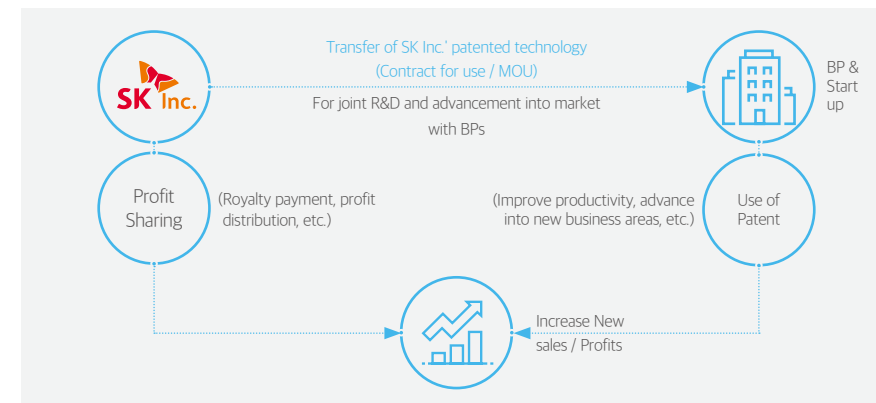 Transfer of SK Inc.' patented technology
(Contract for use / MOU)
SK Inc.
For joint R&D and advancement into market
with BPs
BP &
Start
up
Profit
Sharing
(Royalty payment, profit
distribution, etc.)
(Improve productivity, advance
into new business areas, etc.)
Use of
Patent
Increase New
sales / Profits